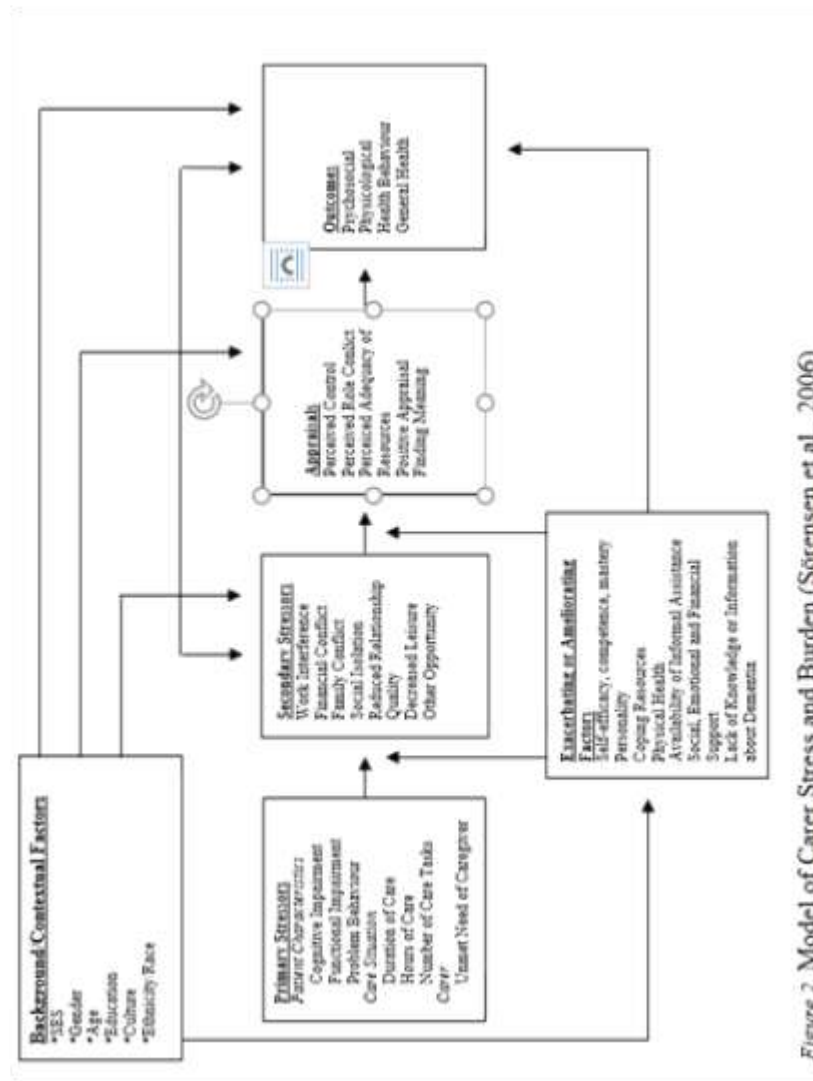 Background/Contextual Factors
*SES
*Gender
*Age
*Education
*Culture
*Ethnicity Race
Primary Stressors
Patient Characteristics
Cognitive Impairment
Functional Impairment
Problem Behaviour
Care Situation
Duration of Care
Hours of Care
Number of Care Tasks
Carer
Unmet Need of Caregiver
Secondary Stressors
Work Interference
Financial Conflict
Family Conflict
Social Isolation
Reduced Relationship
Quality
Decreased Leisure
Other Opportunity
Appraisals
Perceived Control
Perceived Role Conflict
Adequacy of
Resources
Positive Appraisal
Finding Meaning
Outcomes
Psychosocial
Health Behaviour
General Health
Exacerbating or Ameliorating
Factors
Self-efficacy, competence, mastery
Personality
Coping Resources
Physical Health
Availability of Informal Assistance
Social, Emotional and Financial
Support
Lack of Knowledge or Information
about Dementia
Figure 2. Model of Carer Stress and Burden (Sörensen et al., 2006)